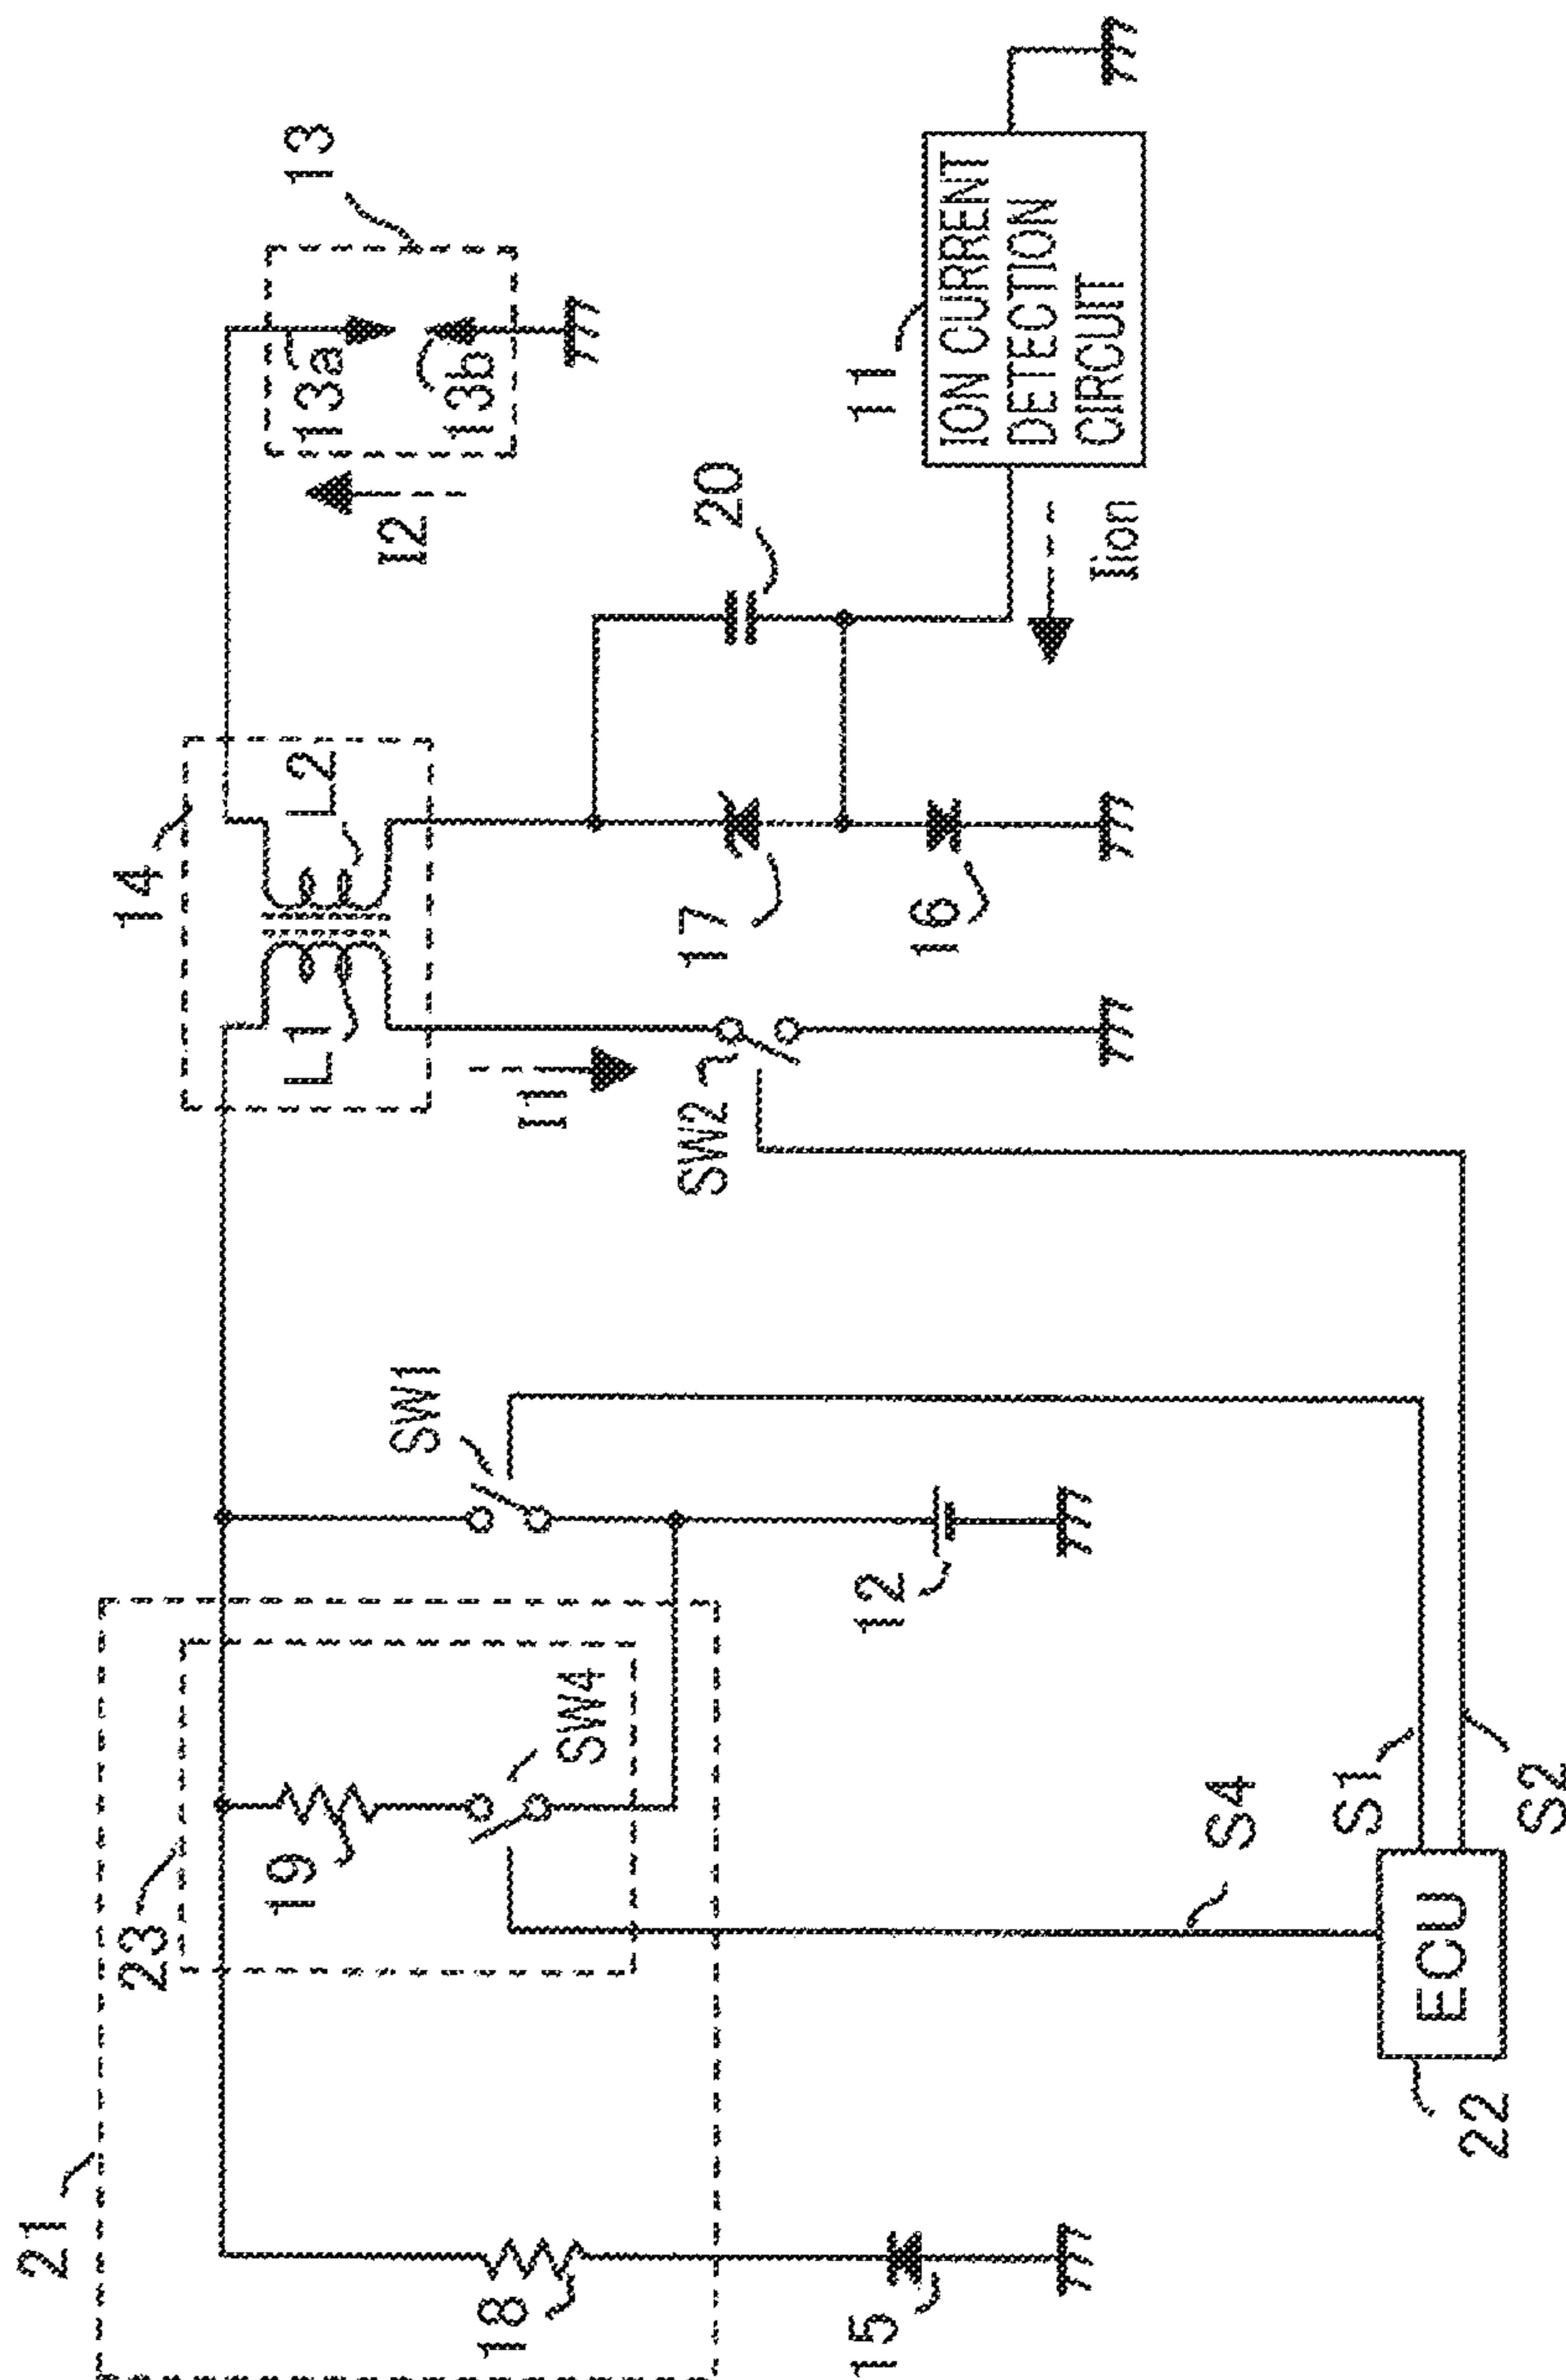 21
14
23
19
L1
L2
13
13a
I2
SW1
13b
18
I1
SW4
SW2
17
20
15
12
11
16
ION CURRENT
DETECTION
CIRCUIT
Iion
S4
S1
ECU
22
S2